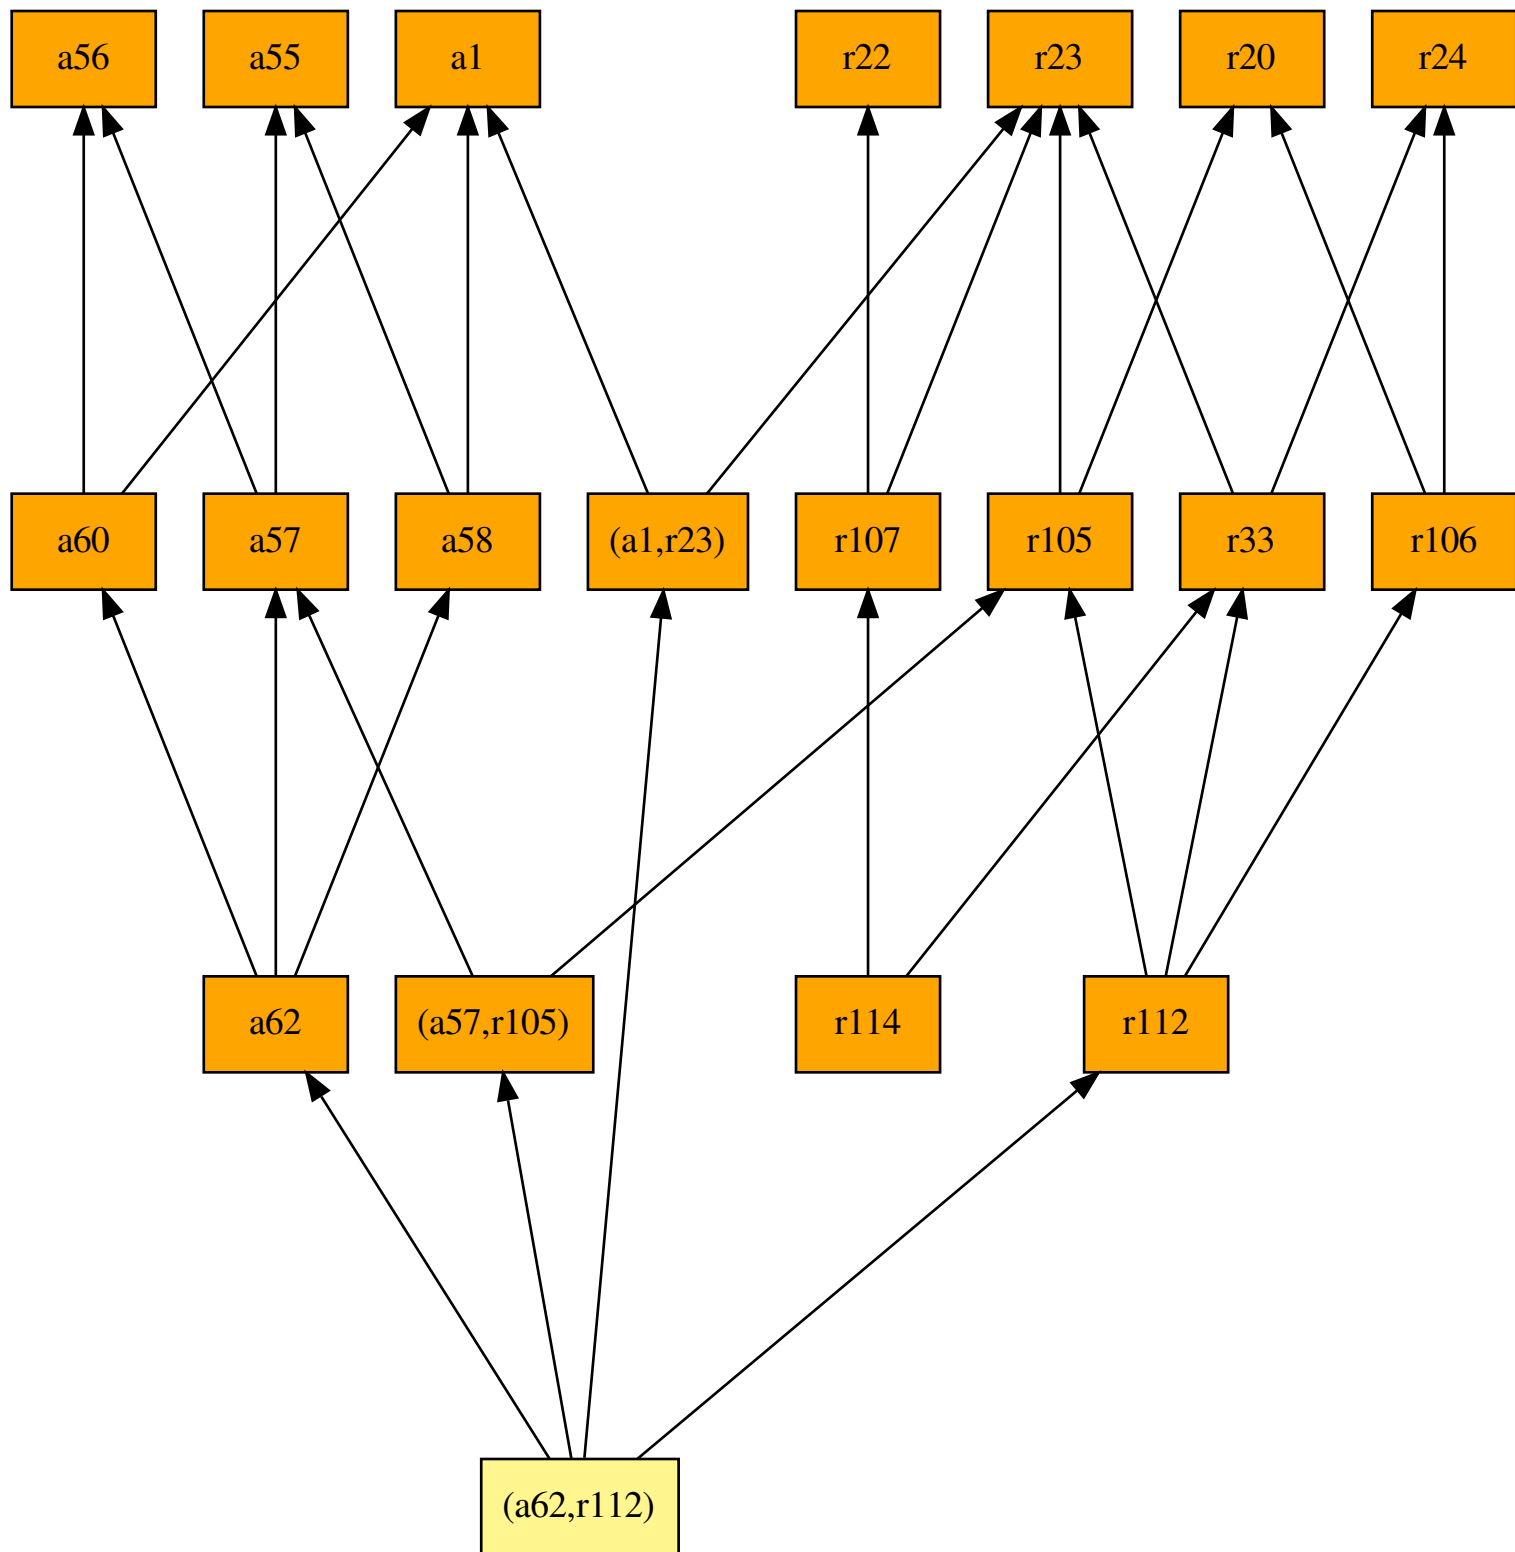 a56
a55
a1
r22
r23
r20
r24
a60
a57
a58
(a1,r23)
r107
r105
r33
r106
a62
(a57,r105)
r114
r112
(a62,r112)